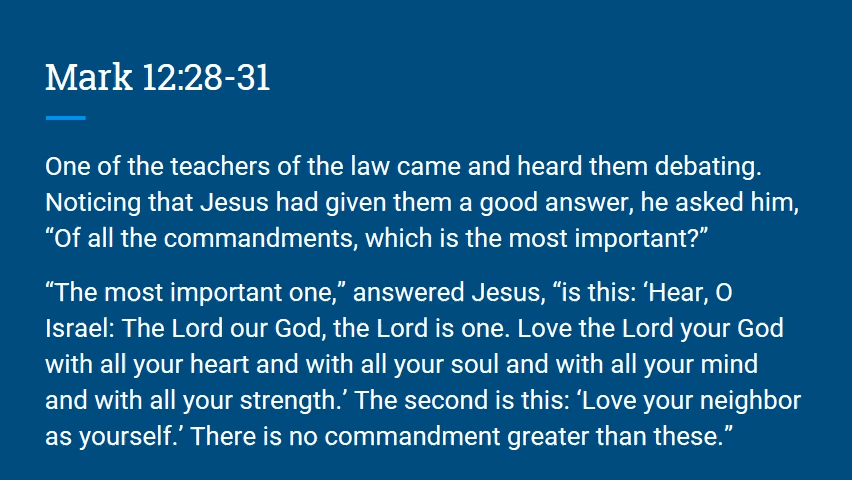 Mark 12:28-31
One of the teachers of the law came and heard them debating.
Noticing that Jesus had given them a good answer, he asked him,
“Of all the commandments, which is the most important?”
“The most important one,” answered Jesus, “is this: ‘Hear, O
Israel: The Lord our God, the Lord is one. Love the Lord your God
with all your heart and with all your soul and with all your mind
and with all your strength.’ The second is this: ‘Love your neighbor
as yourself.’ There is no commandment greater than these.”